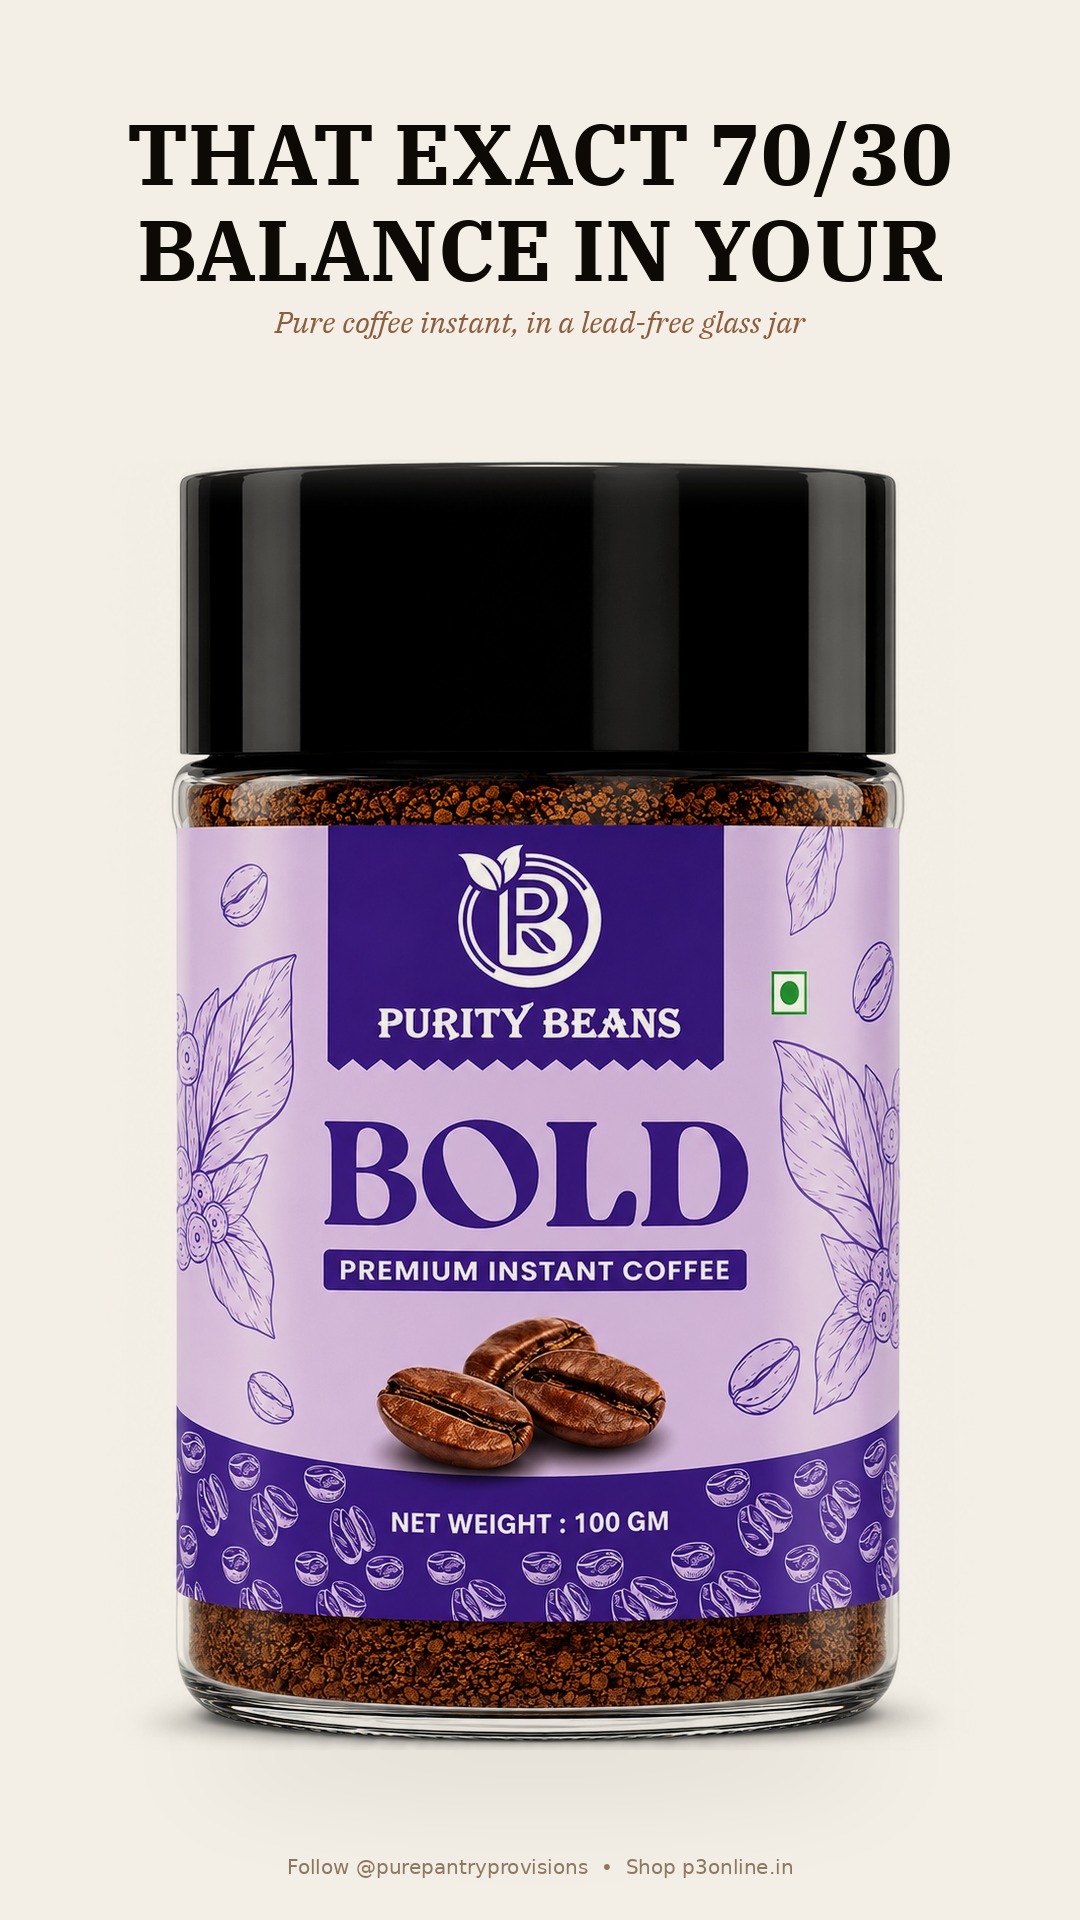 THAT EXACT 70/30
BALANCE IN YOUR
Pure coffee instant, in a lead-free glass jar
PURITY BEANS
BOLD
PREMIUM INSTANT COFFEE
NET WEIGHT : 100 GM
Follow @purepantryprovisions • Shop p3online.in